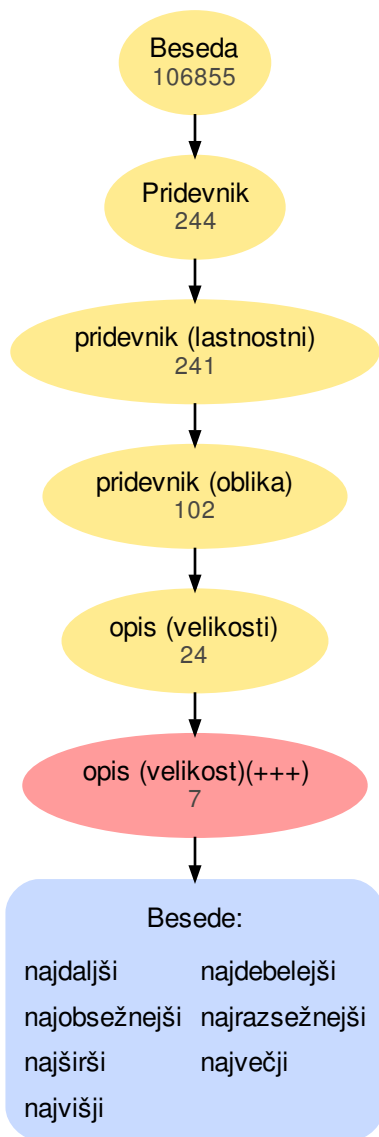 Beseda
106855
Pridevnik
244
pridevnik (lastnostni)
241
pridevnik (oblika)
102
opis (velikosti)
24
opis (velikost)(+++)
7
Besede:
najdaljši najdebelejši
najobsežnejši najrazsežnejši
najširši največji
najvišji